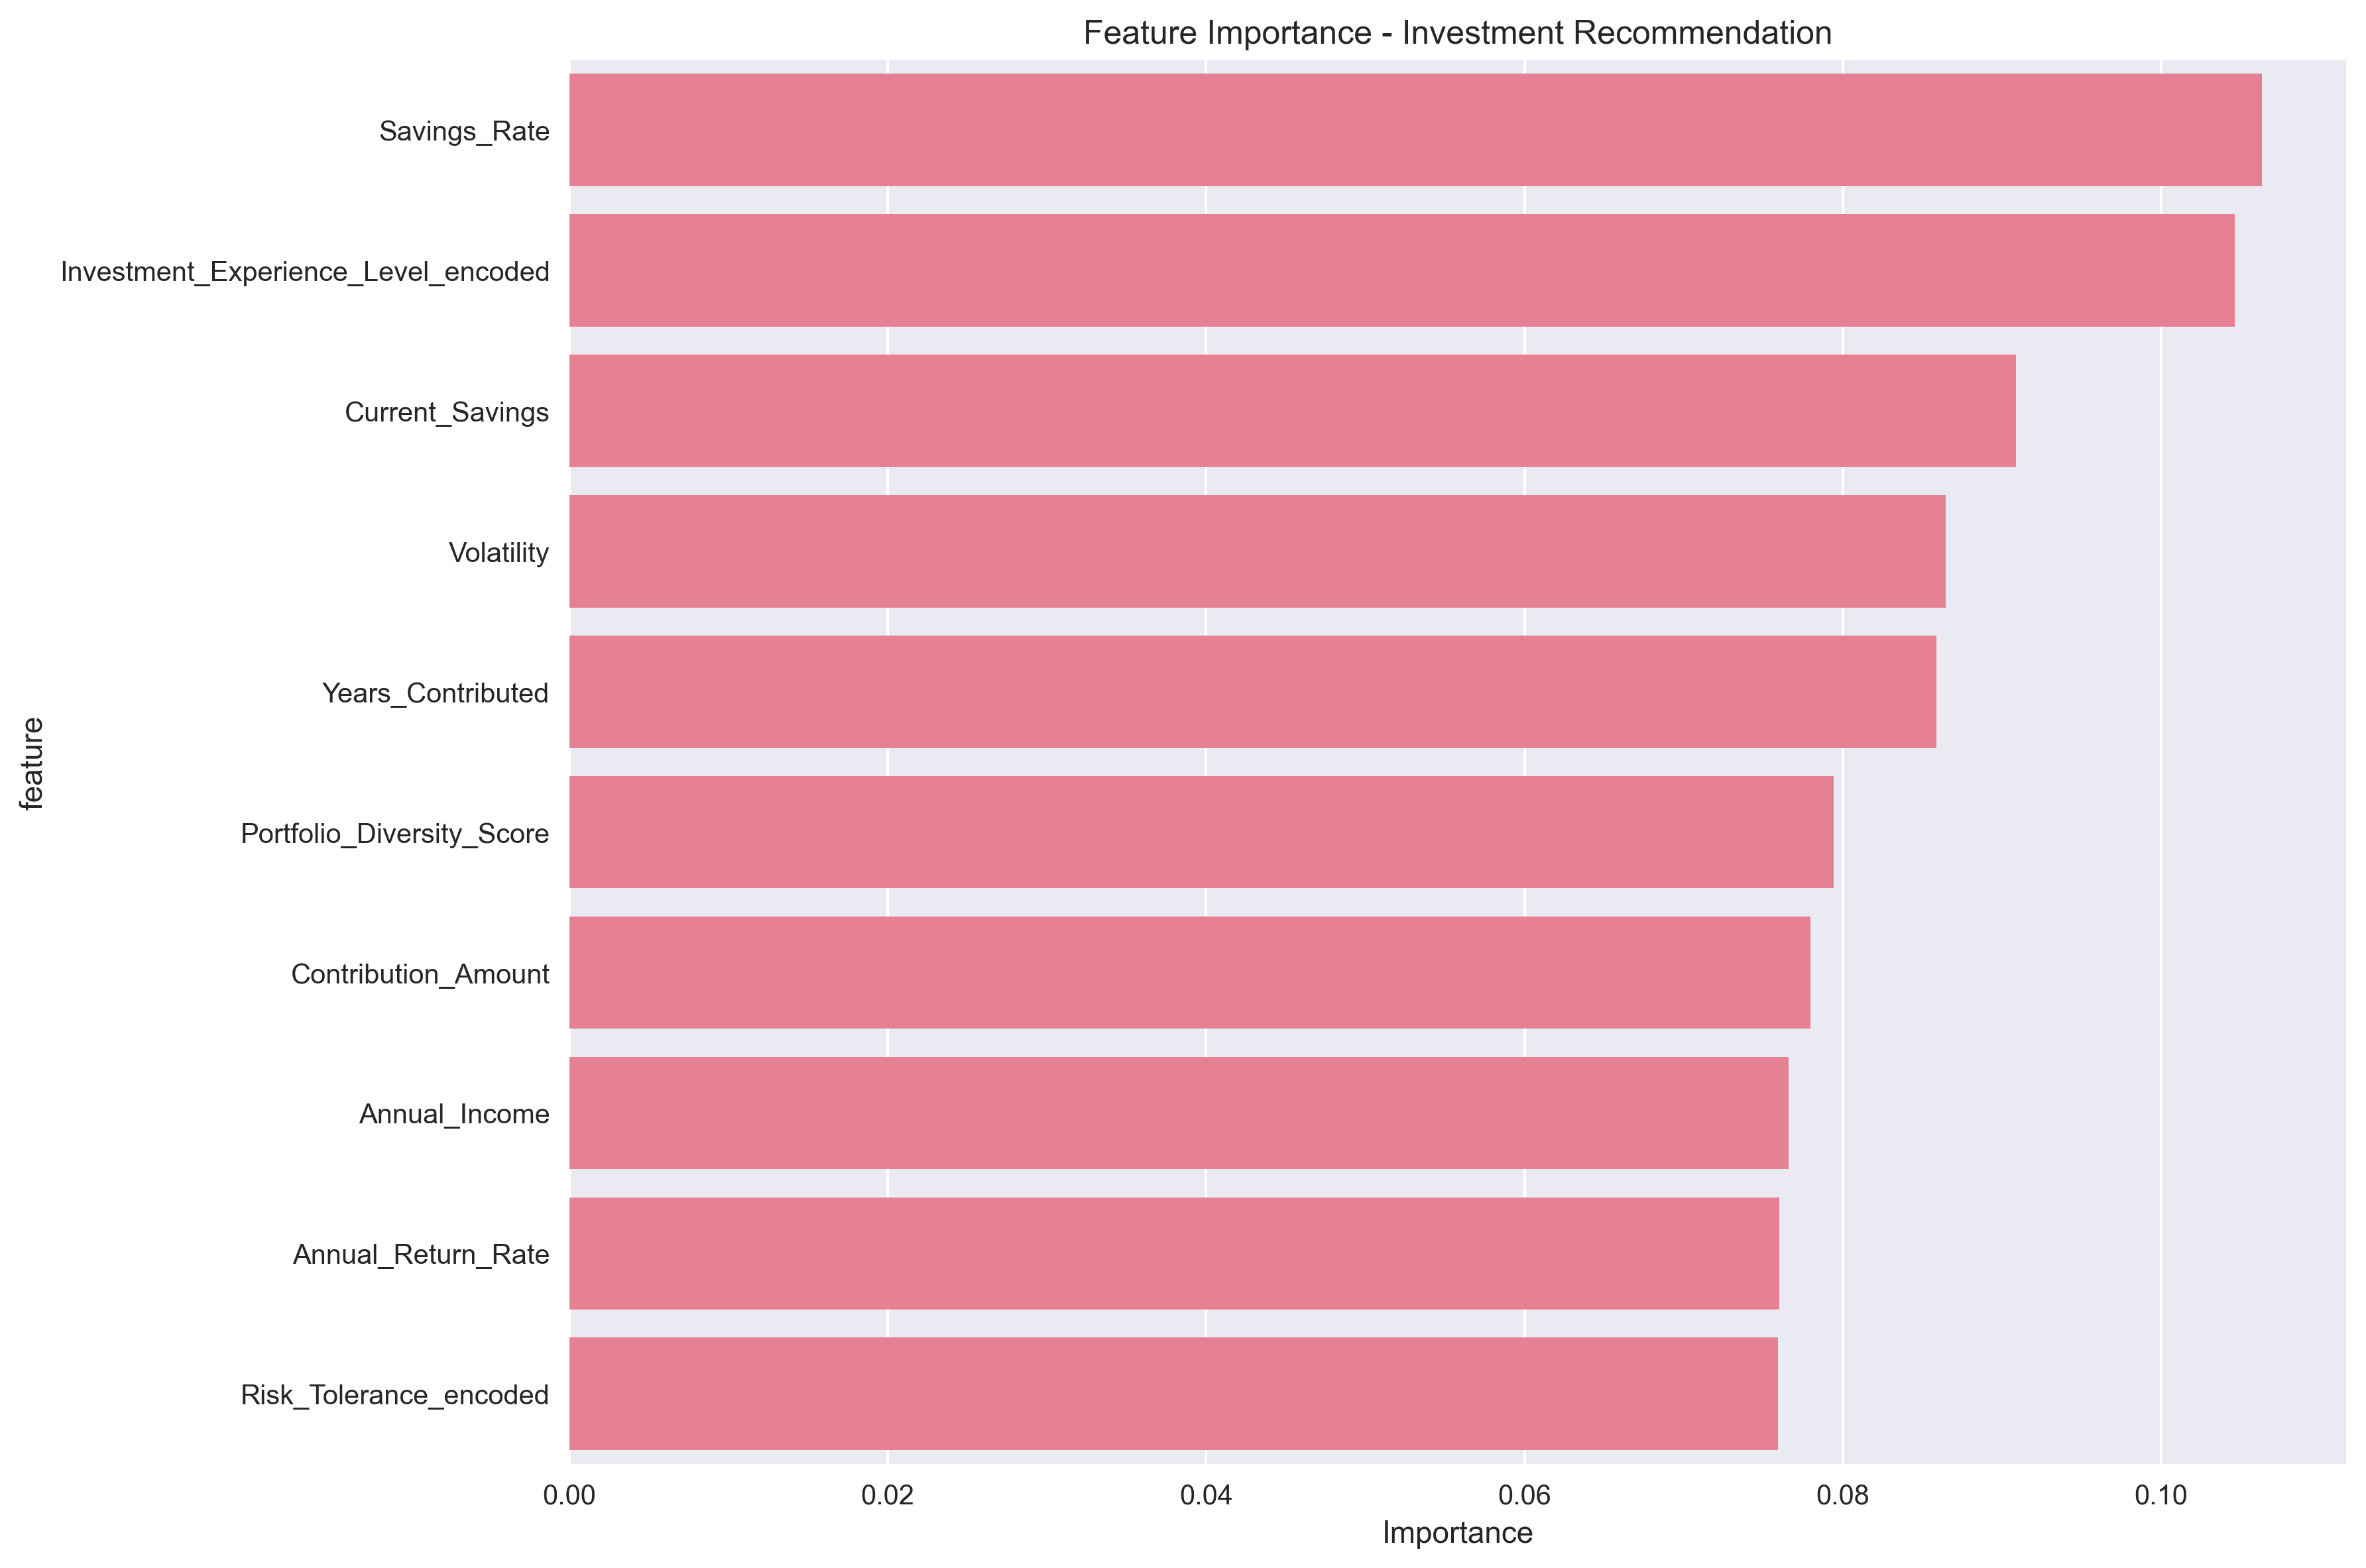 Feature Importance - Investment Recommendation
feature
Savings_Rate
Investment_Experience_Level_encoded
Current_Savings
Volatility
Years_Contributed
Portfolio_Diversity_Score
Contribution_Amount
Annual_Income
Annual_Return_Rate
Risk_Tolerance_encoded
0.00 0.02 0.04 0.06 0.08 0.10
Importance